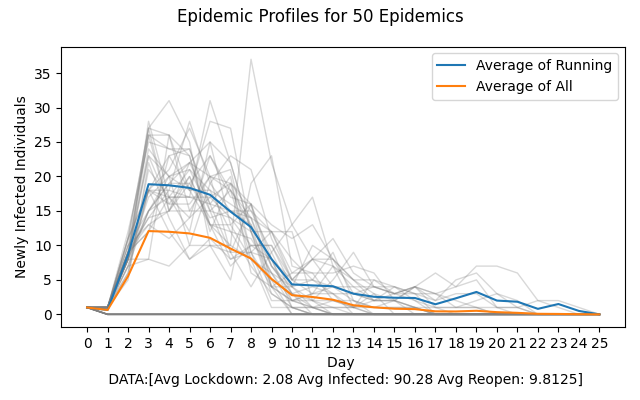 Epidemic Profiles for 50 Epidemics
Newly Infected Individuals
35
30
25
20
15
10
5
0
Average of Running
Average of All
0 1 2 3 4 5 6 7 8 9 10 11 12 13 14 15 16 17 18 19 20 21 22 23 24 25
Day
DATA:[Avg Lockdown: 2.08 Avg Infected: 90.28 Avg Reopen: 9.8125]